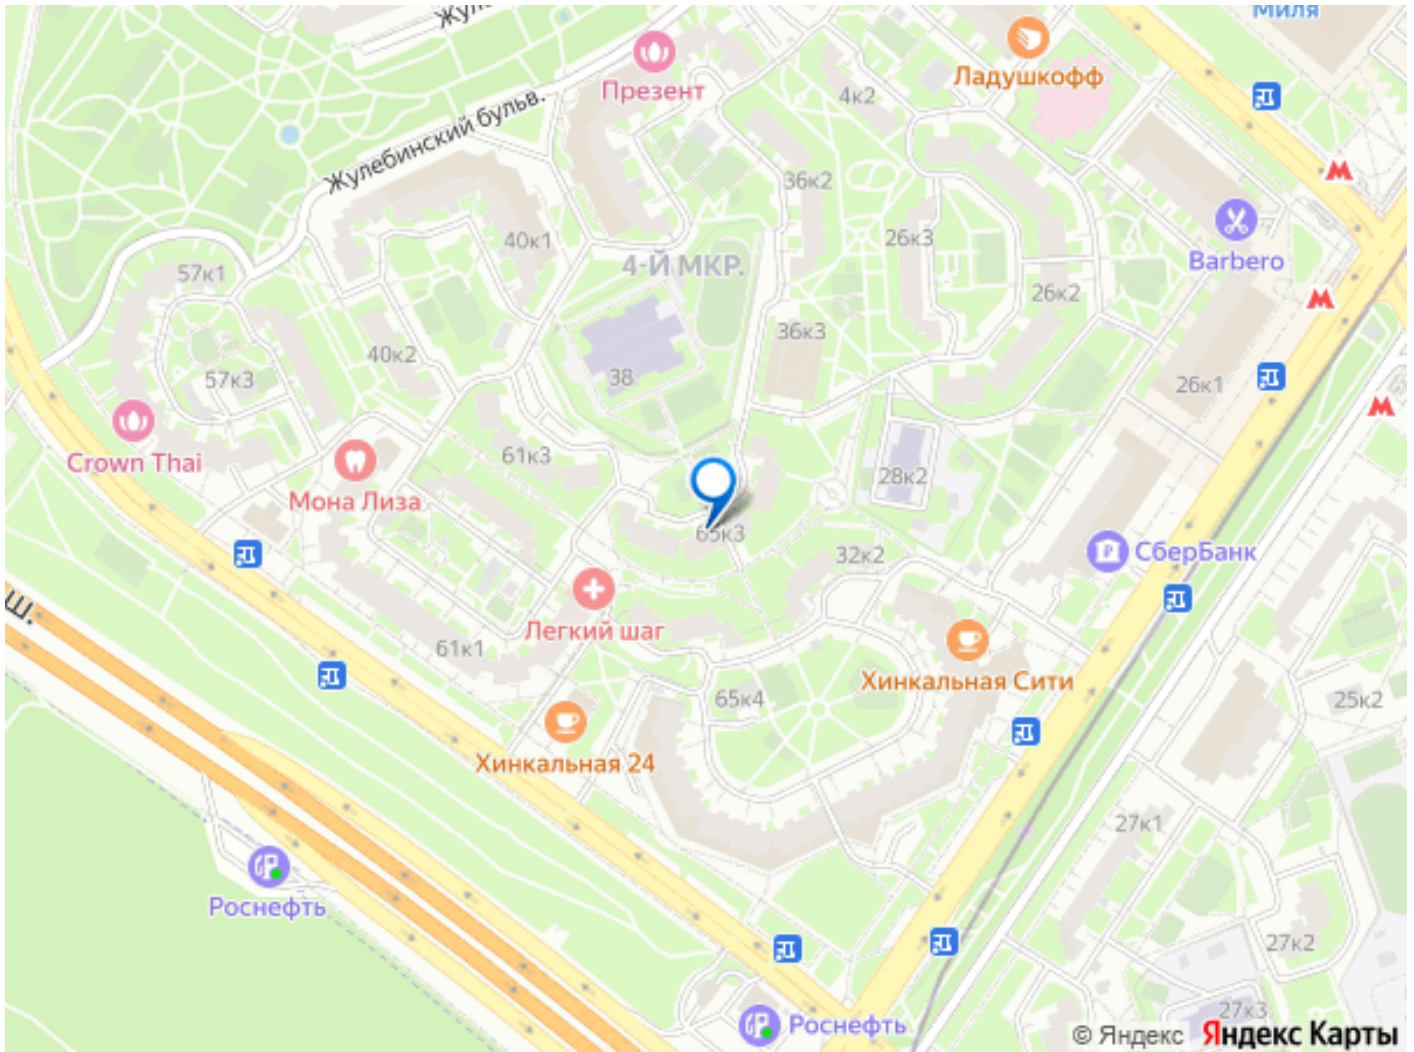 Миля
Презент
Ладушкофф
4к2
Жулебинский бульв.
36к2
40к1
26к3
Barbero
4-Й МКР.
57к1
26к2
36к3
40к2
38
57к3
26к1
Crown Thai
61к3
28к2
Мона Лиза
65к3
32к2
СберБанк
Ш.
Легкий шаг
61к1
Хинкальная Сити
65к4
25к2
Хинкальная 24
27к1
Роснефть
27к2
27к3
Роснефть
© Яндекс Яндекс Карты